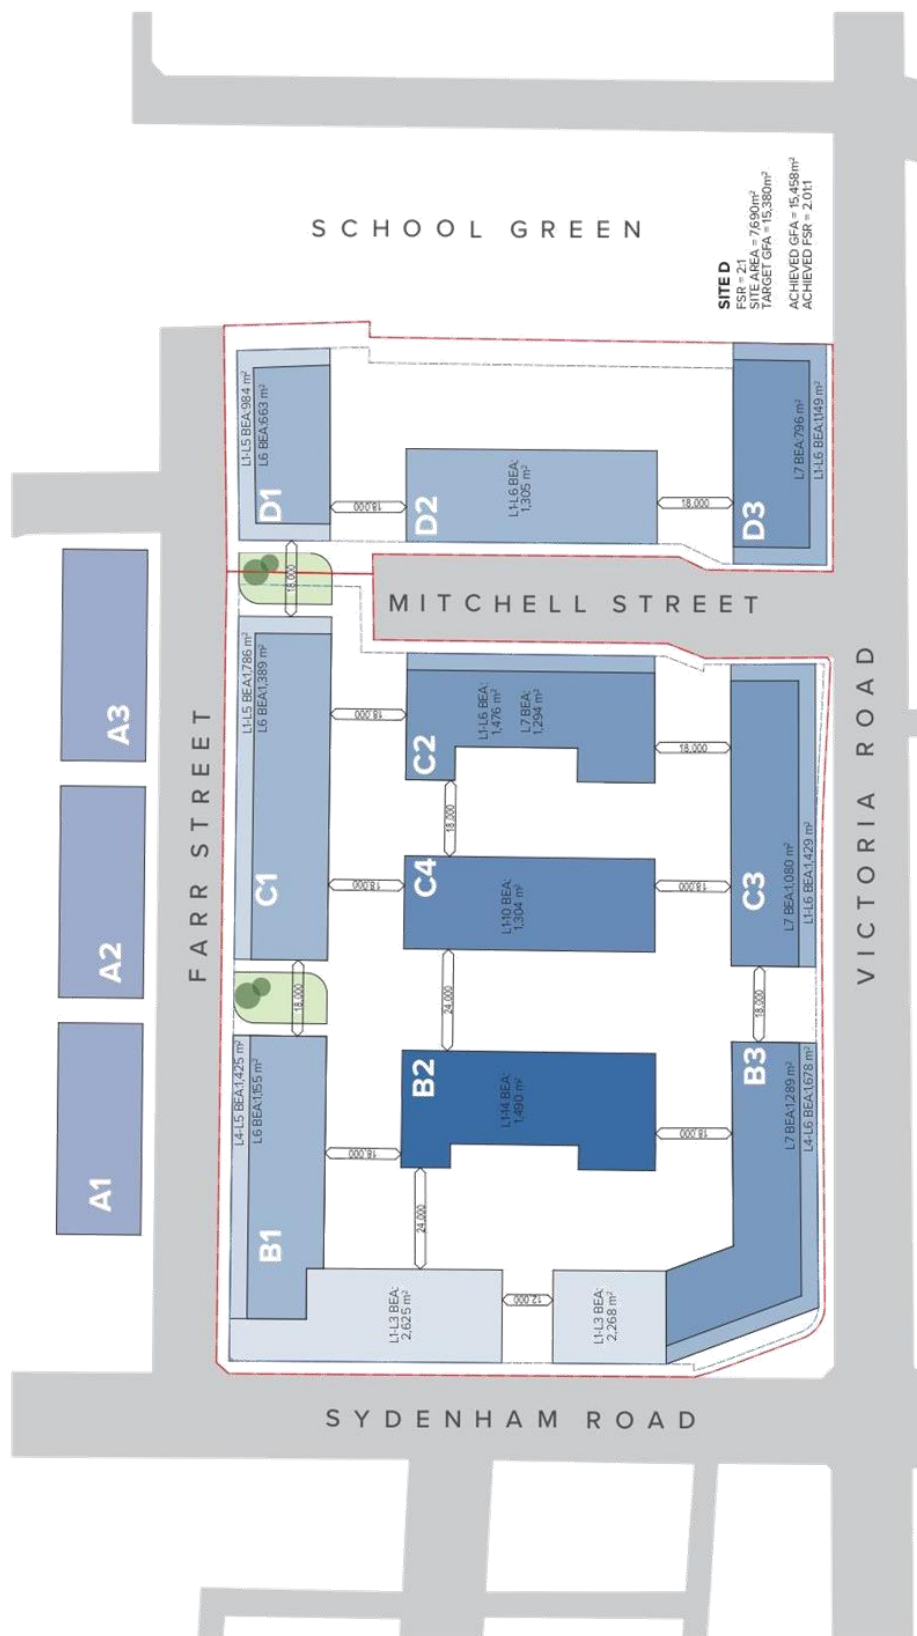 SCHOOL GREEN
SITE D
FSR = 2:1
SITE AREA = 7,690m²
TARGET GFA = 15,380m²
ACHIEVED GFA = 15,458m²
ACHIEVED FSR = 2.01:1
L1-L5 BEA:984 m²
L6 BEA:663 m²
D1
18.000
D2
L1-L6 BEA:
1,305 m²
18.000
D3
L7 BEA:796 m²
L1-L6 BEA:1,149 m²
18.000
MITCHELL STREET
A3
A2
A1
FARR STREET
VICTORIA ROAD
L1-L5 BEA:1,786 m²
L6 BEA:1,389 m²
C1
18.000
C2
L1-L6 BEA:
1,476 m²
L7 BEA:
1,294 m²
18.000
18.000
18.000
C4
L1-10 BEA:
1,304 m²
18.000
C3
L7 BEA:1,080 m²
L1-L6 BEA:1,429 m²
18.000
24.000
18.000
L4-L5 BEA:1,425 m²
L6 BEA:1,155 m²
B1
18.000
B2
L1-14 BEA:
1,490 m²
18.000
B3
L7 BEA:1,289 m²
L4-L6 BEA:1,678 m²
24.000
L1-L3 BEA:
2,625 m²
12.000
L1-L3 BEA:
2,268 m²
SYDENHAM ROAD